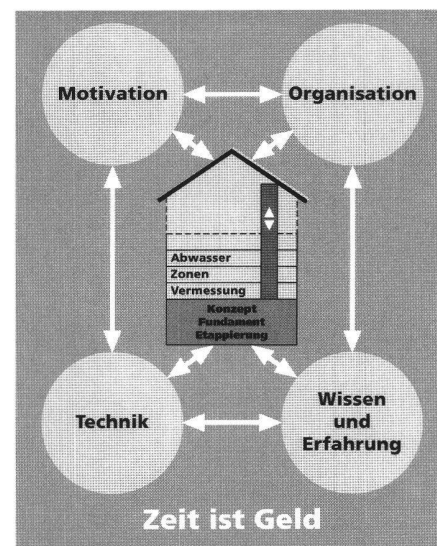 Motivation
Organisation
Abwasser
Zonen
Vermessung
Konzept
Fundament
Etappierung
Technik
Wissen
und
Erfahrung
Zeit ist Geld